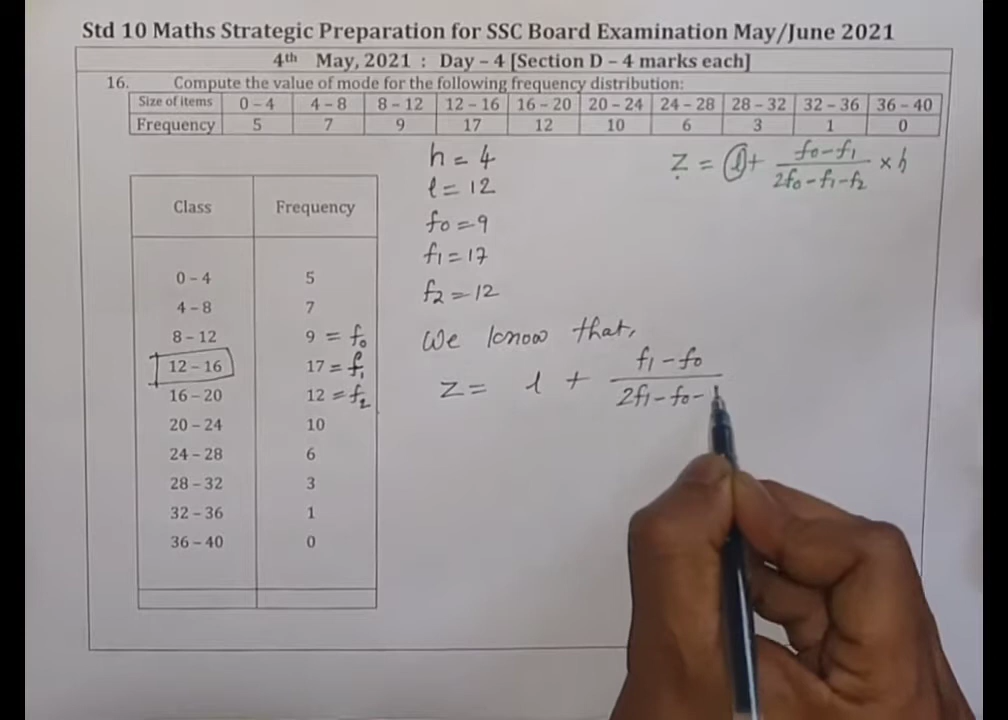 Std 10 Maths Strategic Preparation for SSC Board Examination May/June 2021
4th May, 2021 : Day – 4 [Section D – 4 marks each]
16. Compute the value of mode for the following frequency distribution:
Size of items 0 – 4 4 – 8 8 – 12 12 – 16 16 – 20 20 – 24 24 – 28 28 – 32 32 – 36 36 – 40
Frequency 5 7 9 17 12 10 6 3 1 0
h = 4
Z = l + f0 – f1 / 2f0 – f1 – f2 × h
l = 12
f0 = 9
f1 = 17
f2 = 12
Class Frequency
0 – 4 5
4 – 8 7
8 – 12 9 = f0
12 – 16 17 = f1
16 – 20 12 = f2
20 – 24 10
24 – 28 6
28 – 32 3
32 – 36 1
36 – 40 0
We know that,
Z = l + f1 – f0 / 2f1 – f0 –